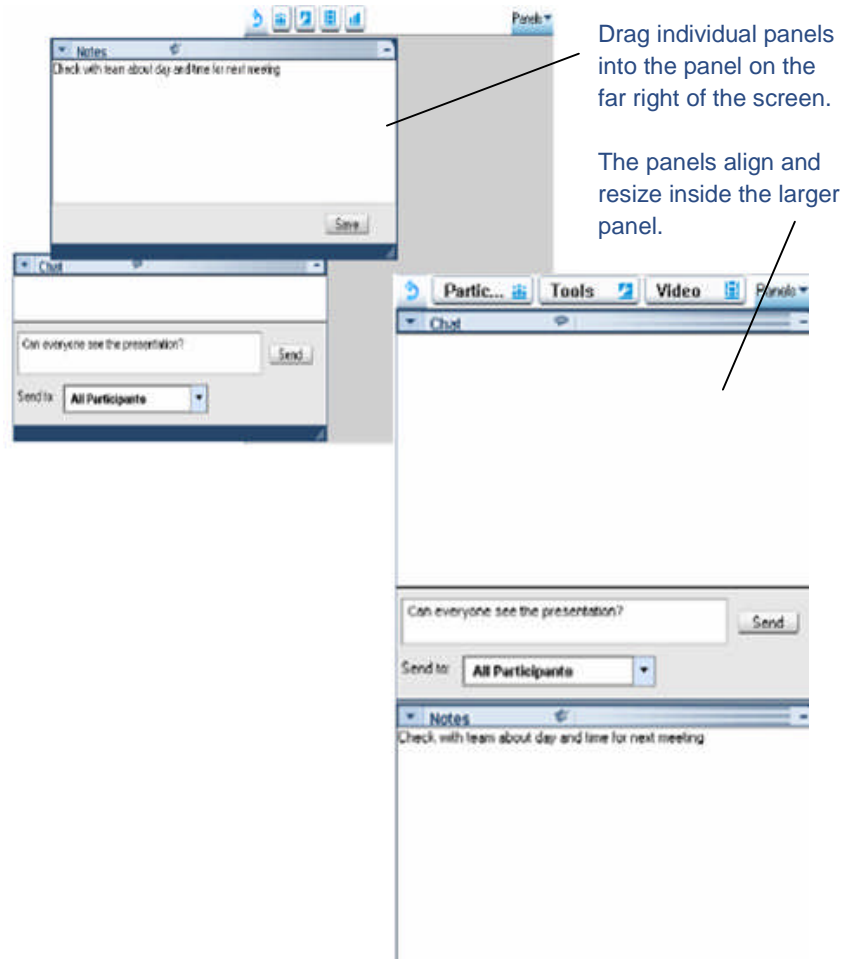 Panels
Notes
Check with team about day and time for next meeting
Save
Chat
Can everyone see the presentation?
Send
Send to:
All Participants
Drag individual panels
into the panel on the
far right of the screen.
The panels align and
resize inside the larger
panel.
Partic...
Tools
Video
Panels
Chat
Can everyone see the presentation?
Send
Send to:
All Participants
Notes
Check with team about day and time for next meeting